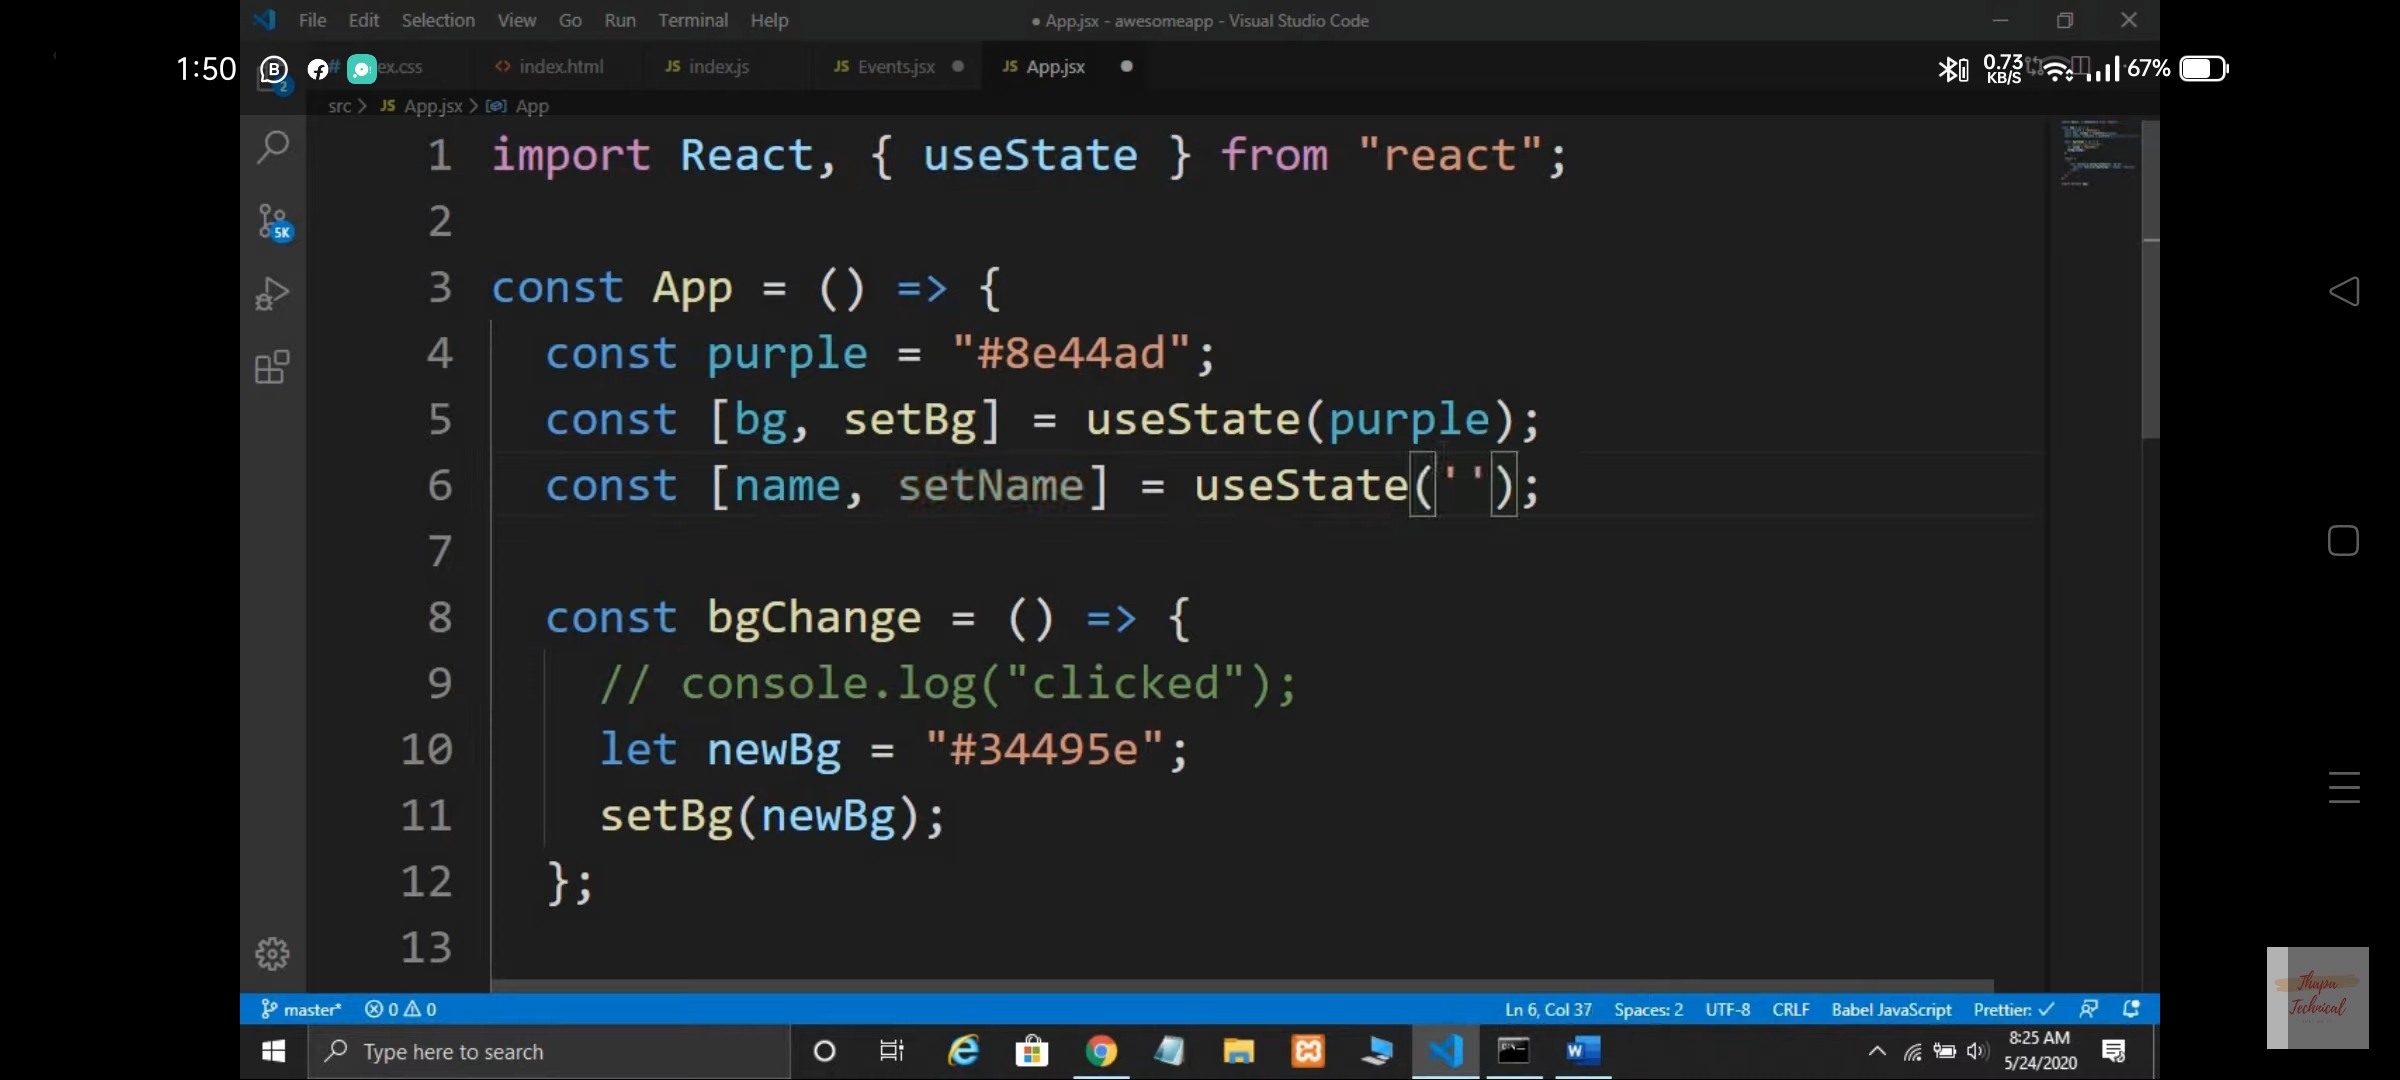 File Edit Selection View Go Run Terminal Help
● App.jsx - awesomeapp - Visual Studio Code
1:50
0.73 KB/S
67%
ex.css
<> index.html
JS index.js
JS Events.jsx
JS App.jsx
2
src > JS App.jsx > App
5K
1 import React, { useState } from "react";
2
3 const App = () => {
4 const purple = "#8e44ad";
5 const [bg, setBg] = useState(purple);
6 const [name, setName] = useState('');
7
8 const bgChange = () => {
9 // console.log("clicked");
10 let newBg = "#34495e";
11 setBg(newBg);
12 };
13
Thapa
Technical
master* 0 0
Ln 6, Col 37 Spaces: 2 UTF-8 CRLF Babel JavaScript Prettier: ✓
Type here to search
8:25 AM
5/24/2020